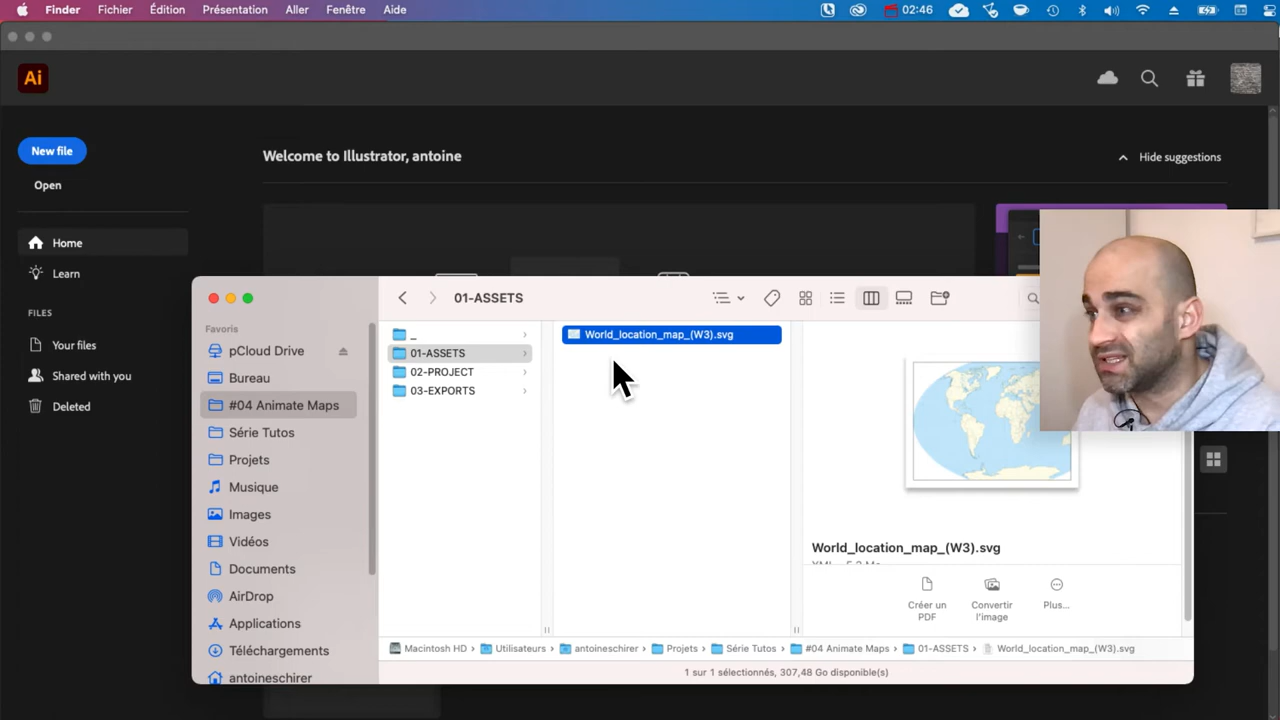 Finder Fichier Édition Présentation Aller Fenêtre Aide 02:46
Ai
New file
Open
Welcome to Illustrator, antoine
Hide suggestions
Home
Learn
FILES
Your files
Shared with you
Deleted
01-ASSETS
Favoris
pCloud Drive
Bureau
#04 Animate Maps
Série Tutos
Projets
Musique
Images
Vidéos
Documents
AirDrop
Applications
Téléchargements
antoineschirer
_
01-ASSETS
02-PROJECT
03-EXPORTS
World_location_map_(W3).svg
World_location_map_(W3).svg
Créer un PDF
Convertir l'image
Plus...
Macintosh HD Utilisateurs antoineschirer Projets Série Tutos #04 Animate Maps 01-ASSETS World_location_map_(W3).svg
1 sur 1 sélectionnés, 307,48 Go disponible(s)